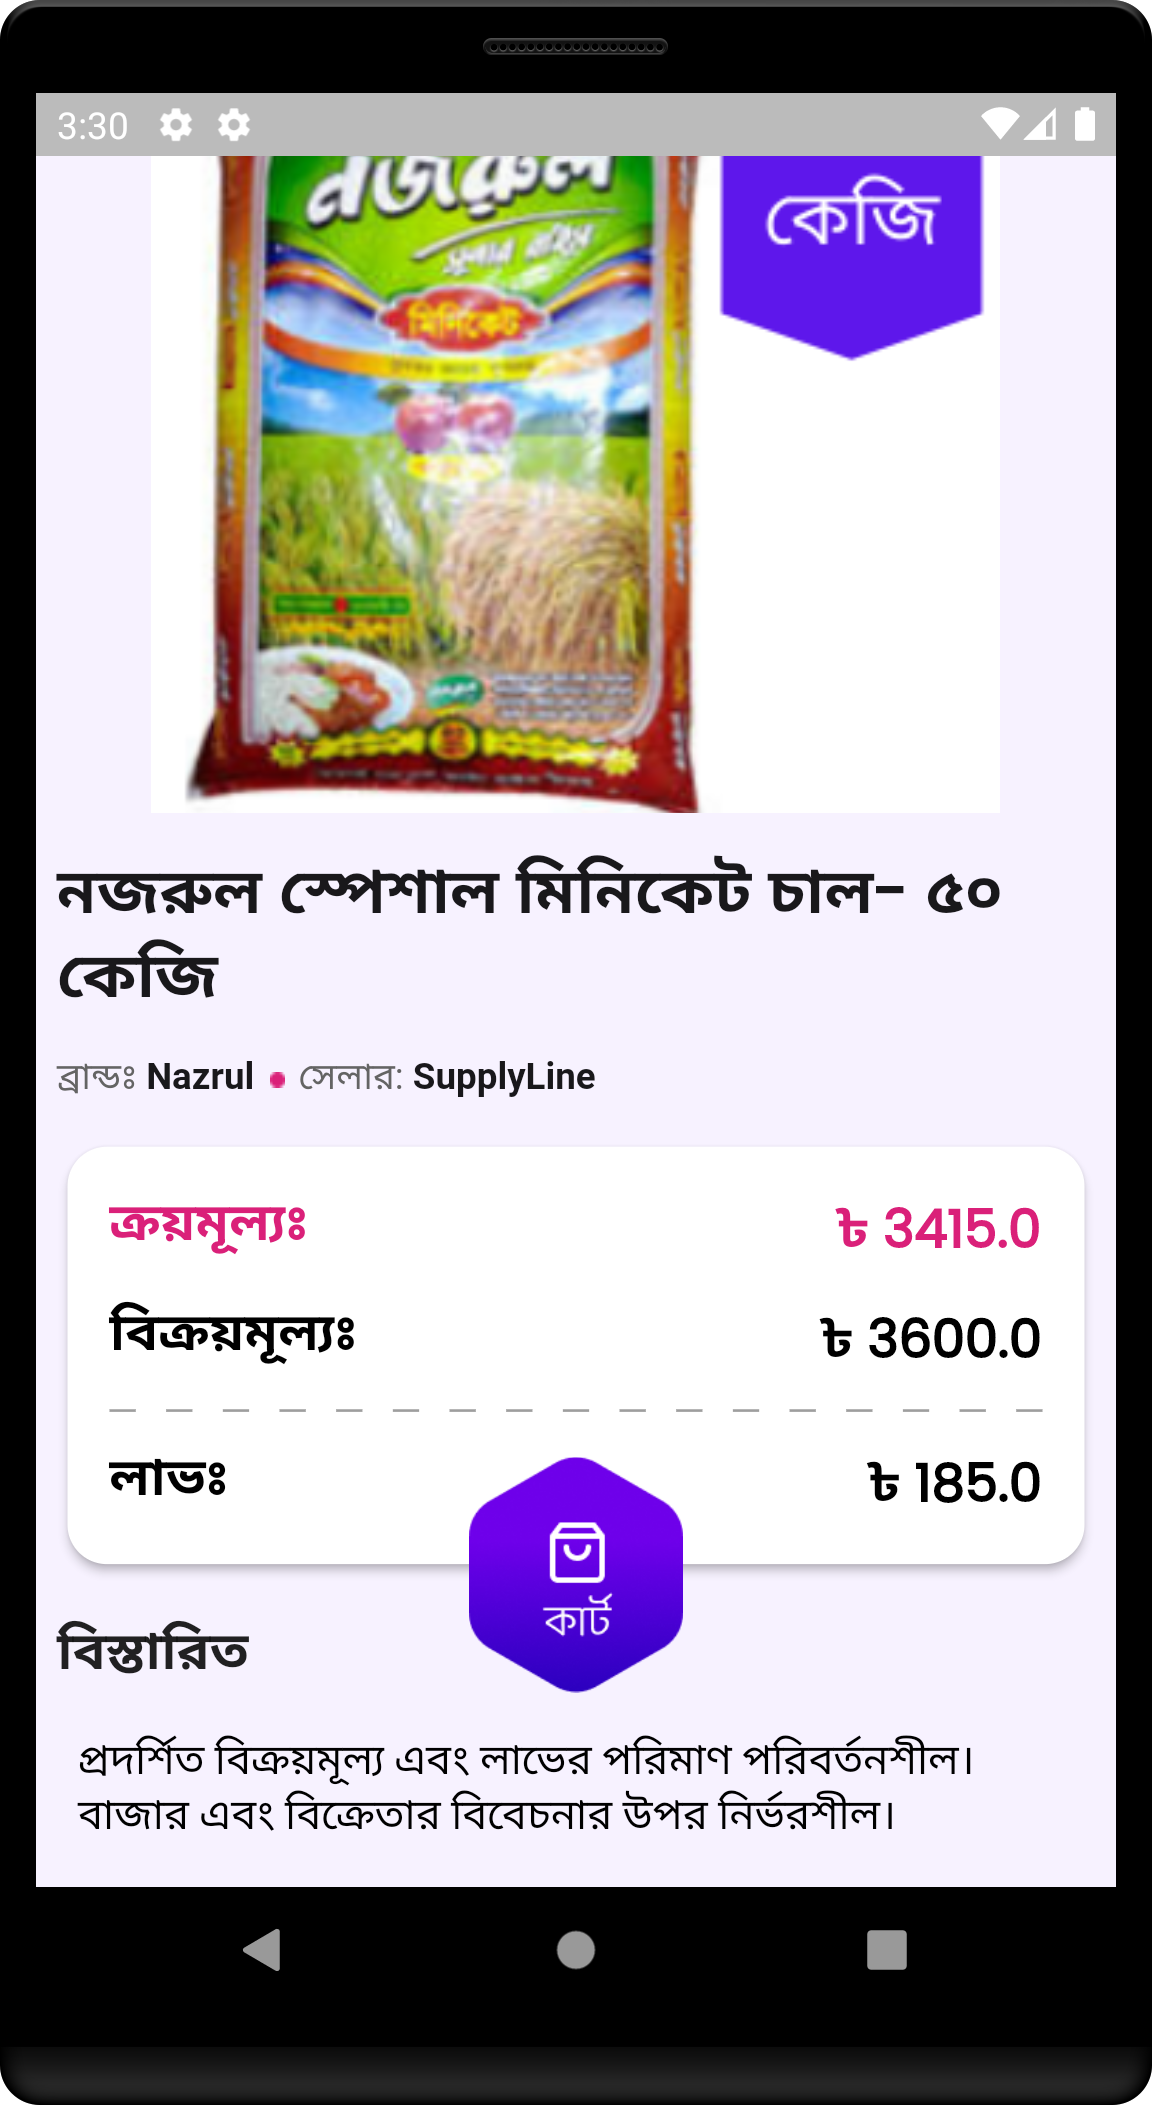 3:30
নজরুল
কেজি
সুপার রাইস
মিনিকেট
নজরুল স্পেশাল মিনিকেট চাল- ৫০
কেজি
ব্রান্ডঃ Nazrul • সেলার: SupplyLine
ক্রয়মূল্যঃ ৳ 3415.0
বিক্রয়মূল্যঃ ৳ 3600.0
লাভঃ ৳ 185.0
কার্ট
বিস্তারিত
প্রদর্শিত বিক্রয়মূল্য এবং লাভের পরিমাণ পরিবর্তনশীল।
বাজার এবং বিক্রেতার বিবেচনার উপর নির্ভরশীল।